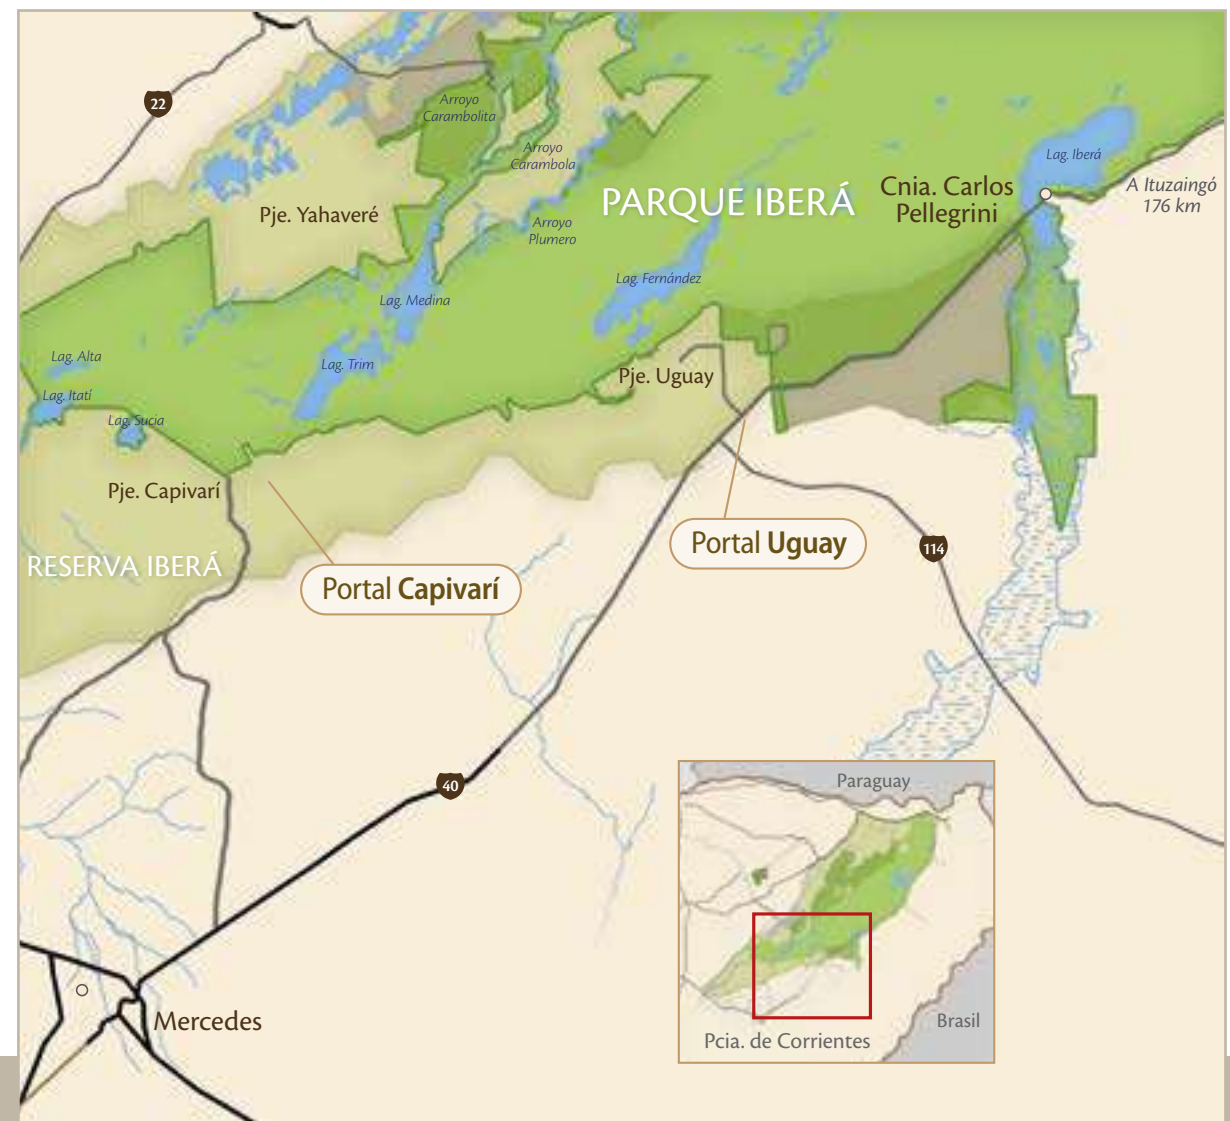 22
Arroyo
Carambolita
Arroyo
Carambola
Lag. Iberá
Cnia. Carlos
Pellegrini
A Ituzaingó
176 km
PARQUE IBERÁ
Pje. Yahaveré
Arroyo
Plumero
Lag. Fernández
Lag. Medina
Lag. Alta
Lag. Trim
Pje. Uguay
Lag. Itatí
Lag. Sucia
Pje. Capivarí
RESERVA IBERÁ
Portal Uguay
114
Portal Capivarí
40
Paraguay
Brasil
Pcia. de Corrientes
Mercedes